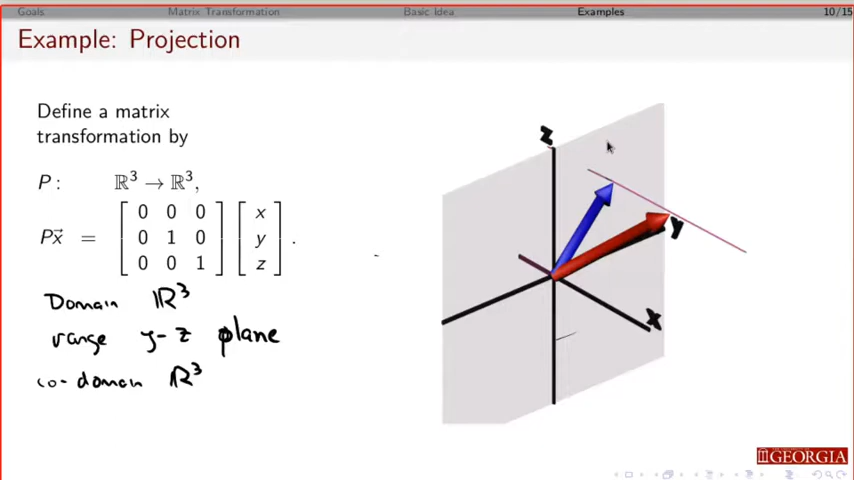 Goals Matrix Transformation Basic Idea Examples 10/15
Example: Projection
Define a matrix
transformation by
P : ℝ³ → ℝ³,
Px⃗ = [ 0 0 0 ; 0 1 0 ; 0 0 1 ] [ x ; y ; z ] .
Domain ℝ³
range y-z plane
co-domain ℝ³
z
y
x
GEORGIA